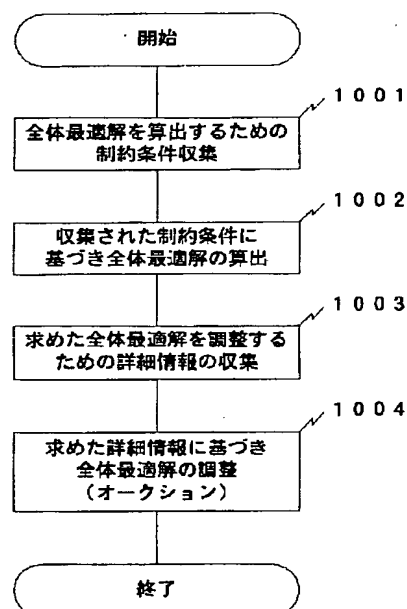 開始
1001
全体最適解を算出するための
制約条件収集
1002
収集された制約条件に
基づき全体最適解の算出
1003
求めた全体最適解を調整する
ための詳細情報の収集
1004
求めた詳細情報に基づき
全体最適解の調整
(オークション)
終了